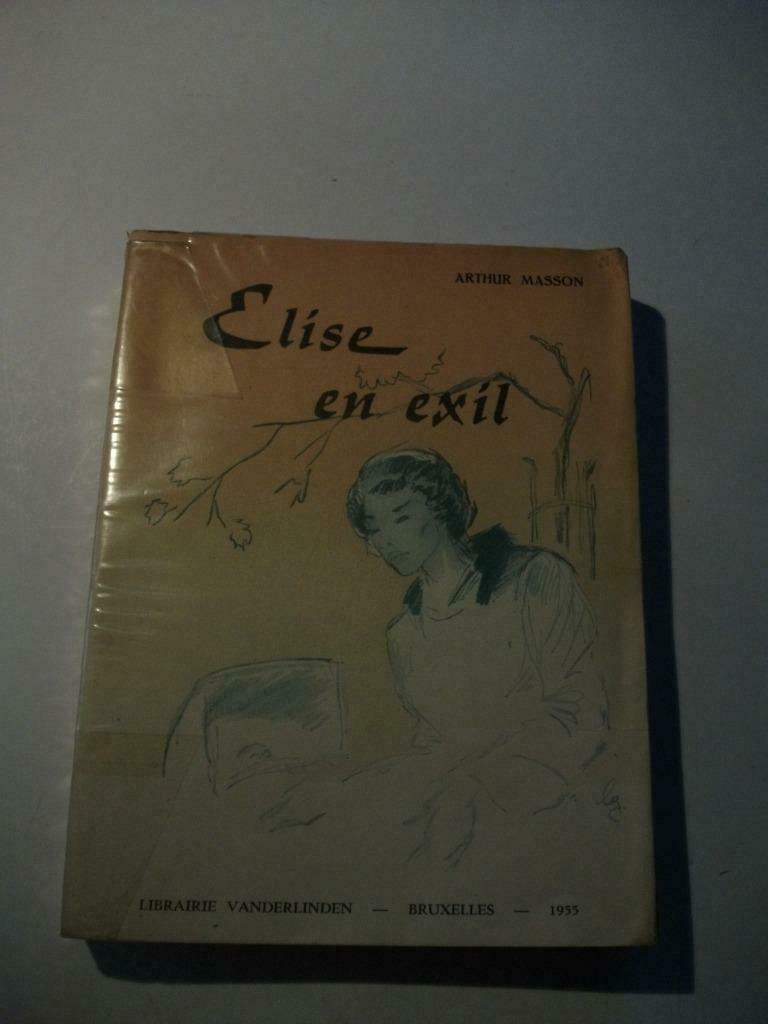 ARTHUR MASSON
Elise
en exil
LIBRAIRIE VANDERLINDEN — BRUXELLES — 1955